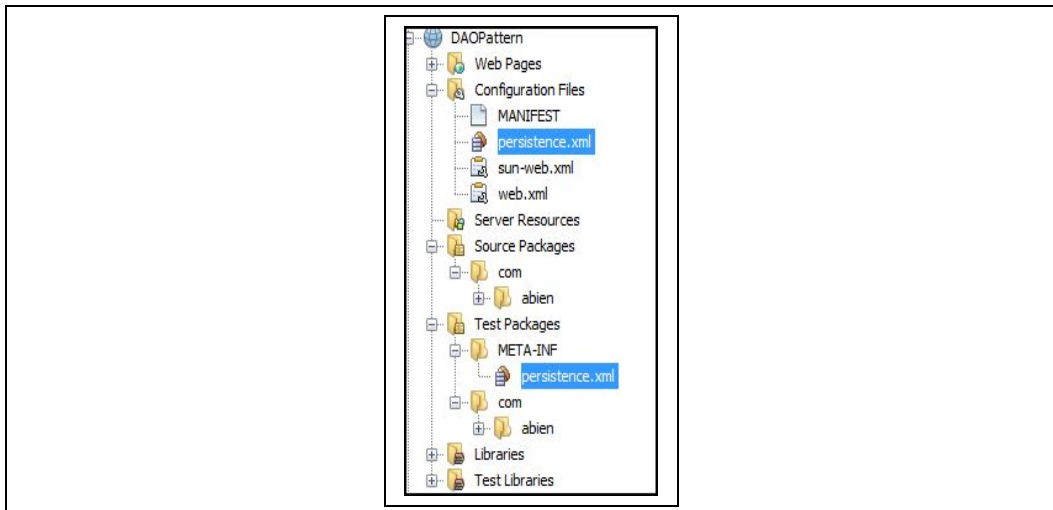 DAOPattern
Web Pages
Configuration Files
MANIFEST
persistence.xml
sun-web.xml
web.xml
Server Resources
Source Packages
com
abien
Test Packages
META-INF
persistence.xml
com
abien
Libraries
Test Libraries